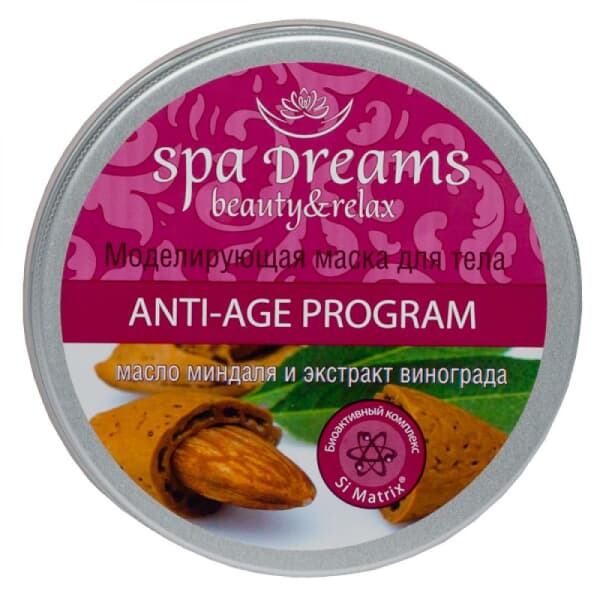 spa Dreams
beauty&relax
Моделирующая маска для тела
ANTI-AGE PROGRAM
масло миндаля и экстракт винограда
Биоактивный комплекс
Si Matrix®